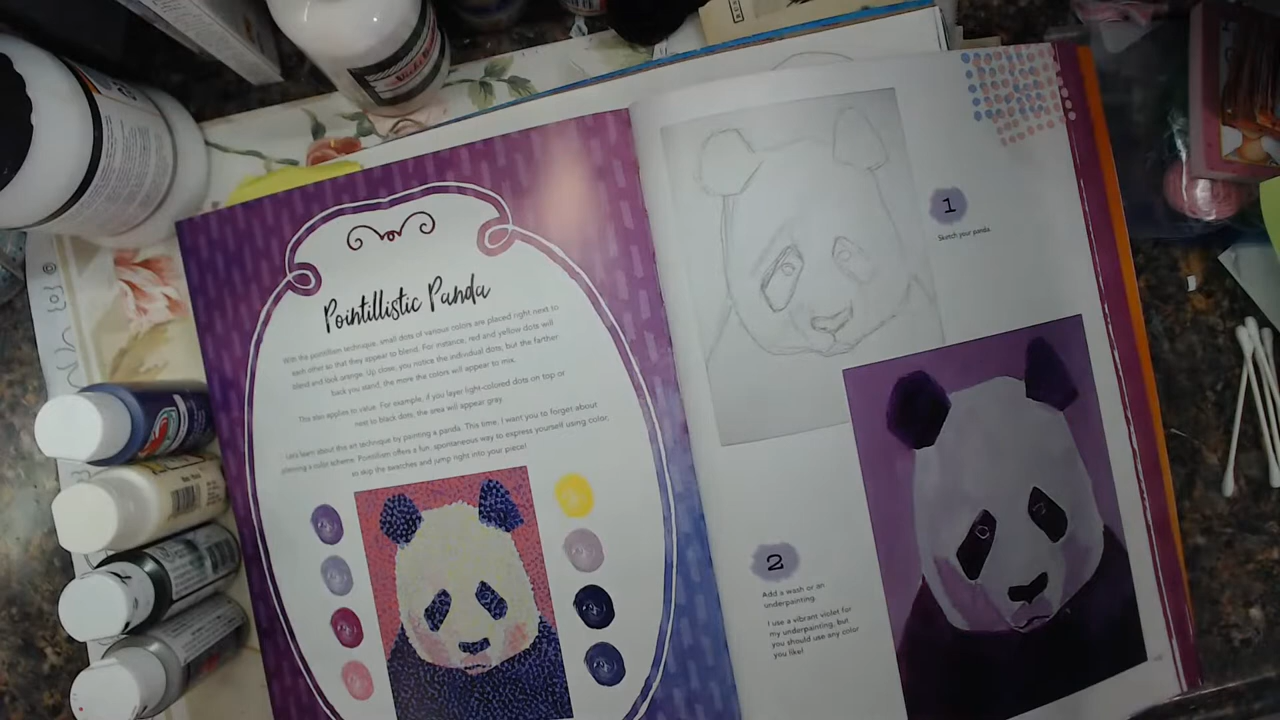 Pointillistic Panda
With the pointillism technique, small dots of various colors are placed right next to
each other so that they appear to blend. For instance, red and yellow dots will
blend and look orange. Up close, you notice the individual dots, but the farther
back you stand, the more the colors will appear to mix.
This also applies to value. For example, if you layer light-colored dots on top or
next to black dots, the area will appear gray.
Let's learn about this art technique by painting a panda. This time, I want you to forget about
planning a color scheme. Pointillism offers a fun, spontaneous way to express yourself using color,
so skip the swatches and jump right into your piece!
1
Sketch your panda.
2
Add a wash or an
underpainting.
I use a vibrant violet for
my underpainting, but
you should use any color
you like!